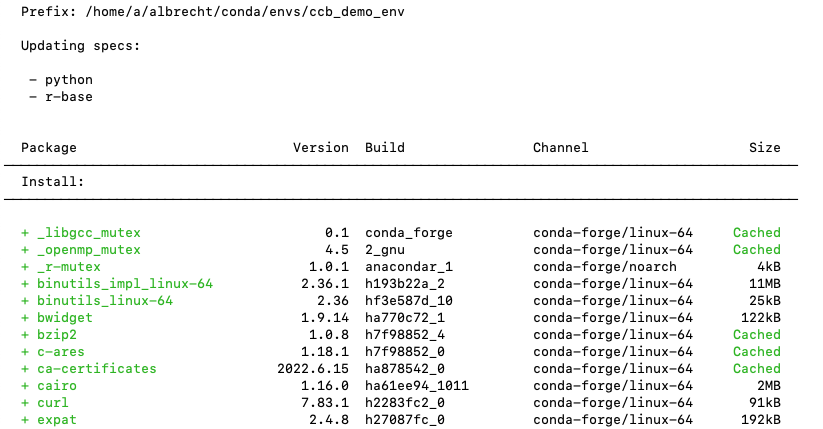 Prefix: /home/a/albrecht/conda/envs/ccb_demo_env
Updating specs:
- python
- r-base
Package Version Build Channel Size
Install:
+ _libgcc_mutex 0.1 conda_forge conda-forge/linux-64 Cached
+ _openmp_mutex 4.5 2_gnu conda-forge/linux-64 Cached
+ _r-mutex 1.0.1 anacondar_1 conda-forge/noarch 4kB
+ binutils_impl_linux-64 2.36.1 h193b22a_2 conda-forge/linux-64 11MB
+ binutils_linux-64 2.36 hf3e587d_10 conda-forge/linux-64 25kB
+ bwidget 1.9.14 ha770c72_1 conda-forge/linux-64 122kB
+ bzip2 1.0.8 h7f98852_4 conda-forge/linux-64 Cached
+ c-ares 1.18.1 h7f98852_0 conda-forge/linux-64 Cached
+ ca-certificates 2022.6.15 ha878542_0 conda-forge/linux-64 Cached
+ cairo 1.16.0 ha61ee94_1011 conda-forge/linux-64 2MB
+ curl 7.83.1 h2283fc2_0 conda-forge/linux-64 91kB
+ expat 2.4.8 h27087fc_0 conda-forge/linux-64 192kB